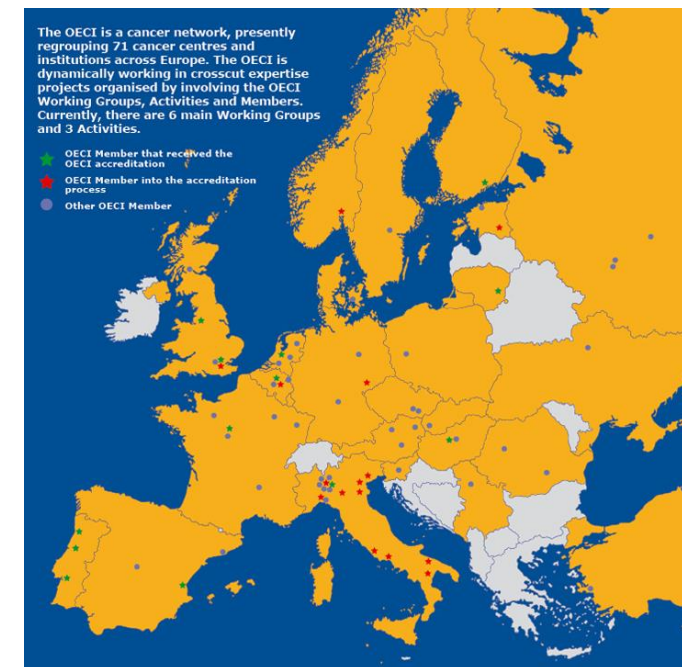 The OECI is a cancer network, presently
regrouping 71 cancer centres and
institutions across Europe. The OECI is
dynamically working in crosscut expertise
projects organised by involving the OECI
Working Groups, Activities and Members.
Currently, there are 6 main Working Groups
and 3 Activities.
OECI Member that received the
OECI accreditation
OECI Member into the accreditation
process
Other OECI Member